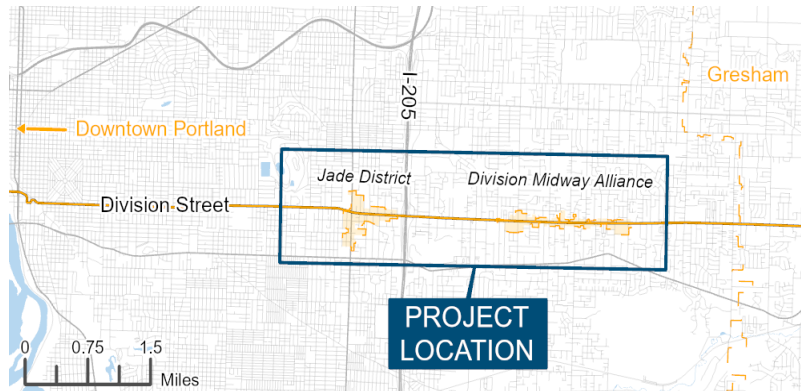 Gresham
I-205
Downtown Portland
Jade District
Division Midway Alliance
Division Street
PROJECT
LOCATION
0 0.75 1.5
Miles